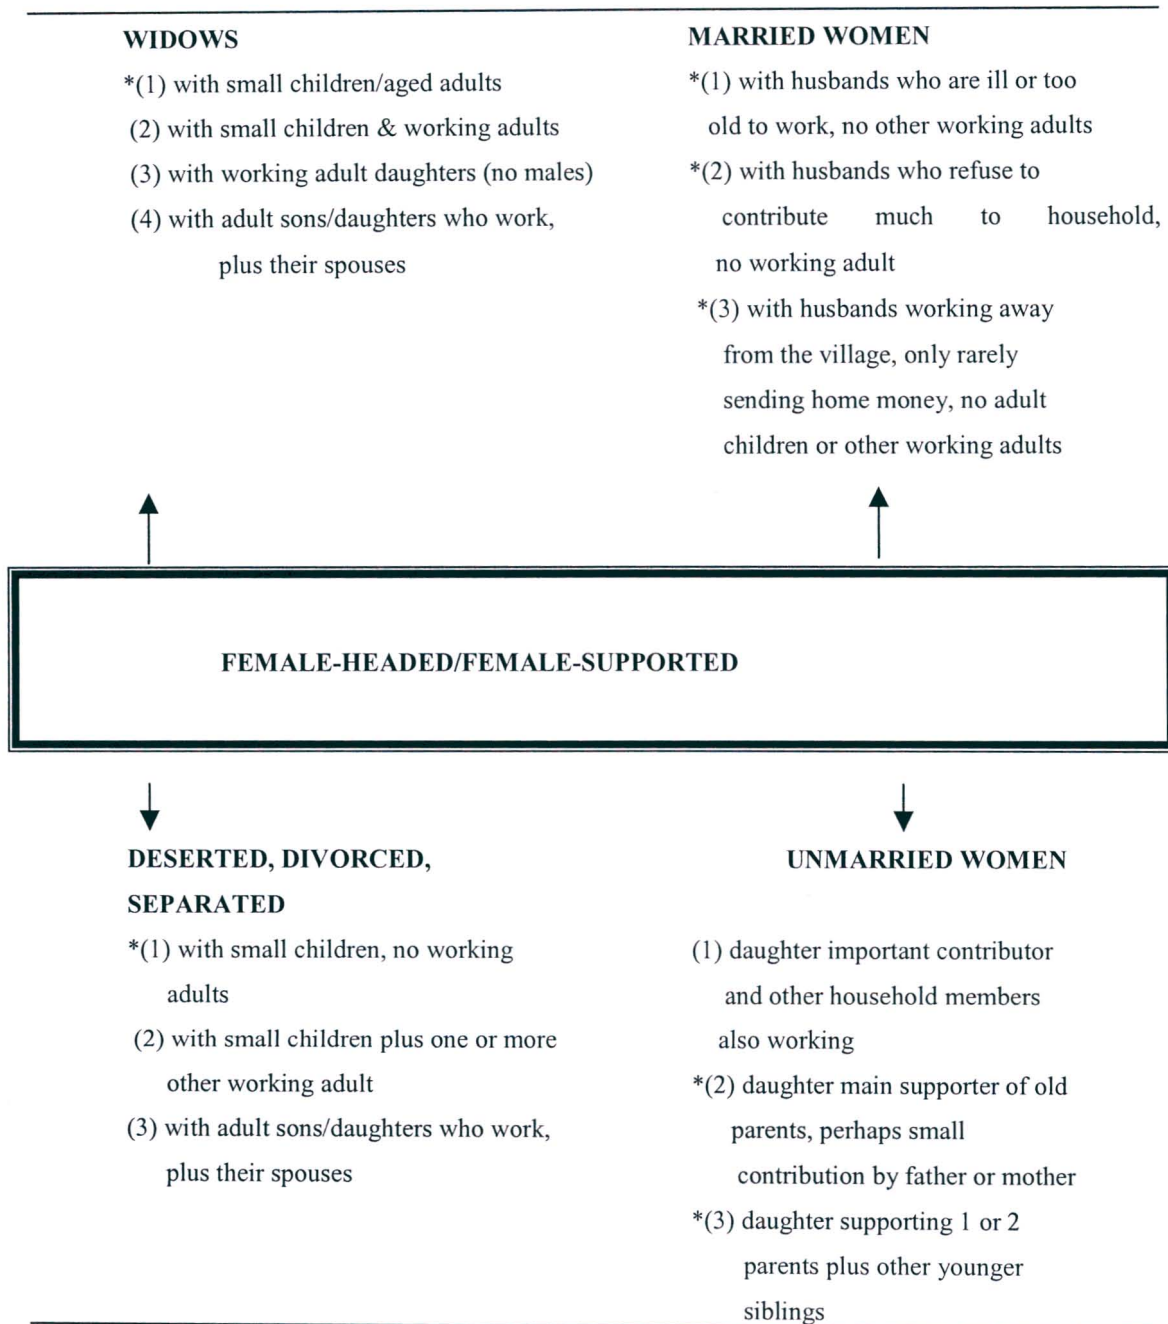 WIDOWS
*(1) with small children/aged adults
(2) with small children & working adults
(3) with working adult daughters (no males)
(4) with adult sons/daughters who work,
plus their spouses
MARRIED WOMEN
*(1) with husbands who are ill or too
old to work, no other working adults
*(2) with husbands who refuse to
contribute much to household,
no working adult
*(3) with husbands working away
from the village, only rarely
sending home money, no adult
children or other working adults
FEMALE-HEADED/FEMALE-SUPPORTED
DESERTED, DIVORCED,
SEPARATED
*(1) with small children, no working
adults
(2) with small children plus one or more
other working adult
(3) with adult sons/daughters who work,
plus their spouses
UNMARRIED WOMEN
(1) daughter important contributor
and other household members
also working
*(2) daughter main supporter of old
parents, perhaps small
contribution by father or mother
*(3) daughter supporting 1 or 2
parents plus other younger
siblings